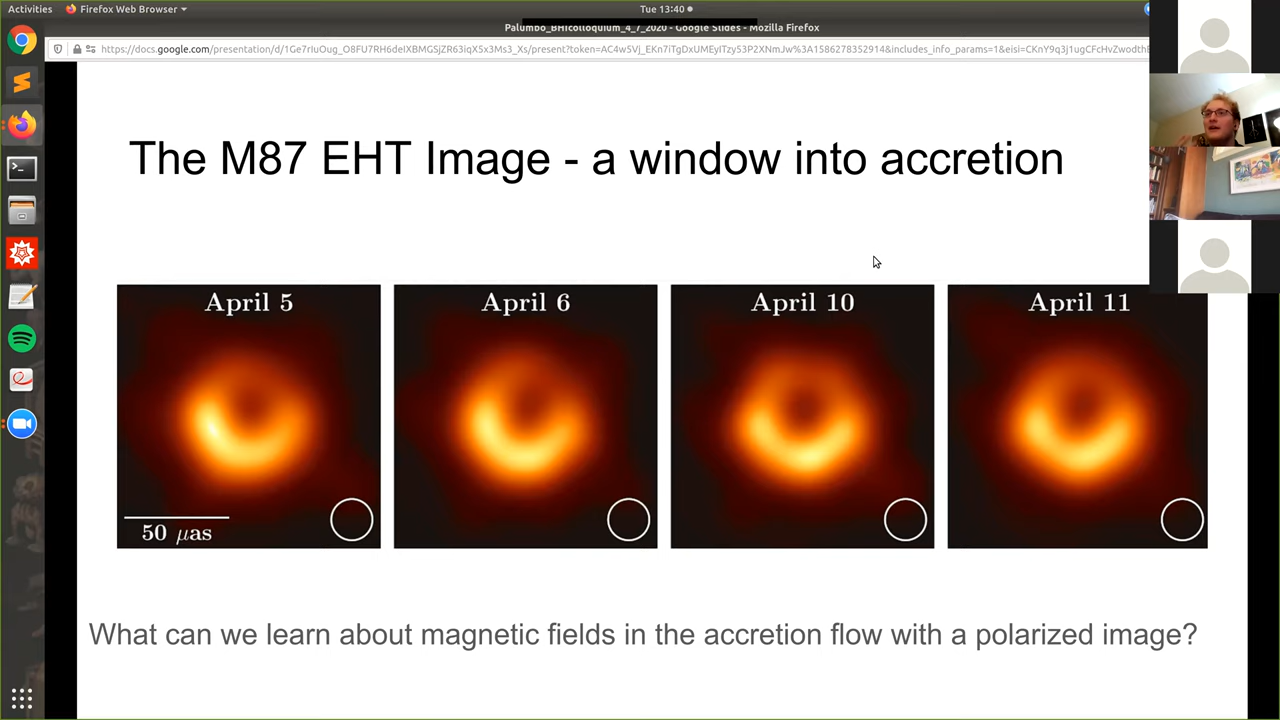 Activities
Firefox Web Browser
Tue 13:40
Palumbo_BHIcolloquium_4_7_2020 - Google Slides - Mozilla Firefox
The M87 EHT Image - a window into accretion
April 5
April 6
April 10
April 11
50 μas
What can we learn about magnetic fields in the accretion flow with a polarized image?